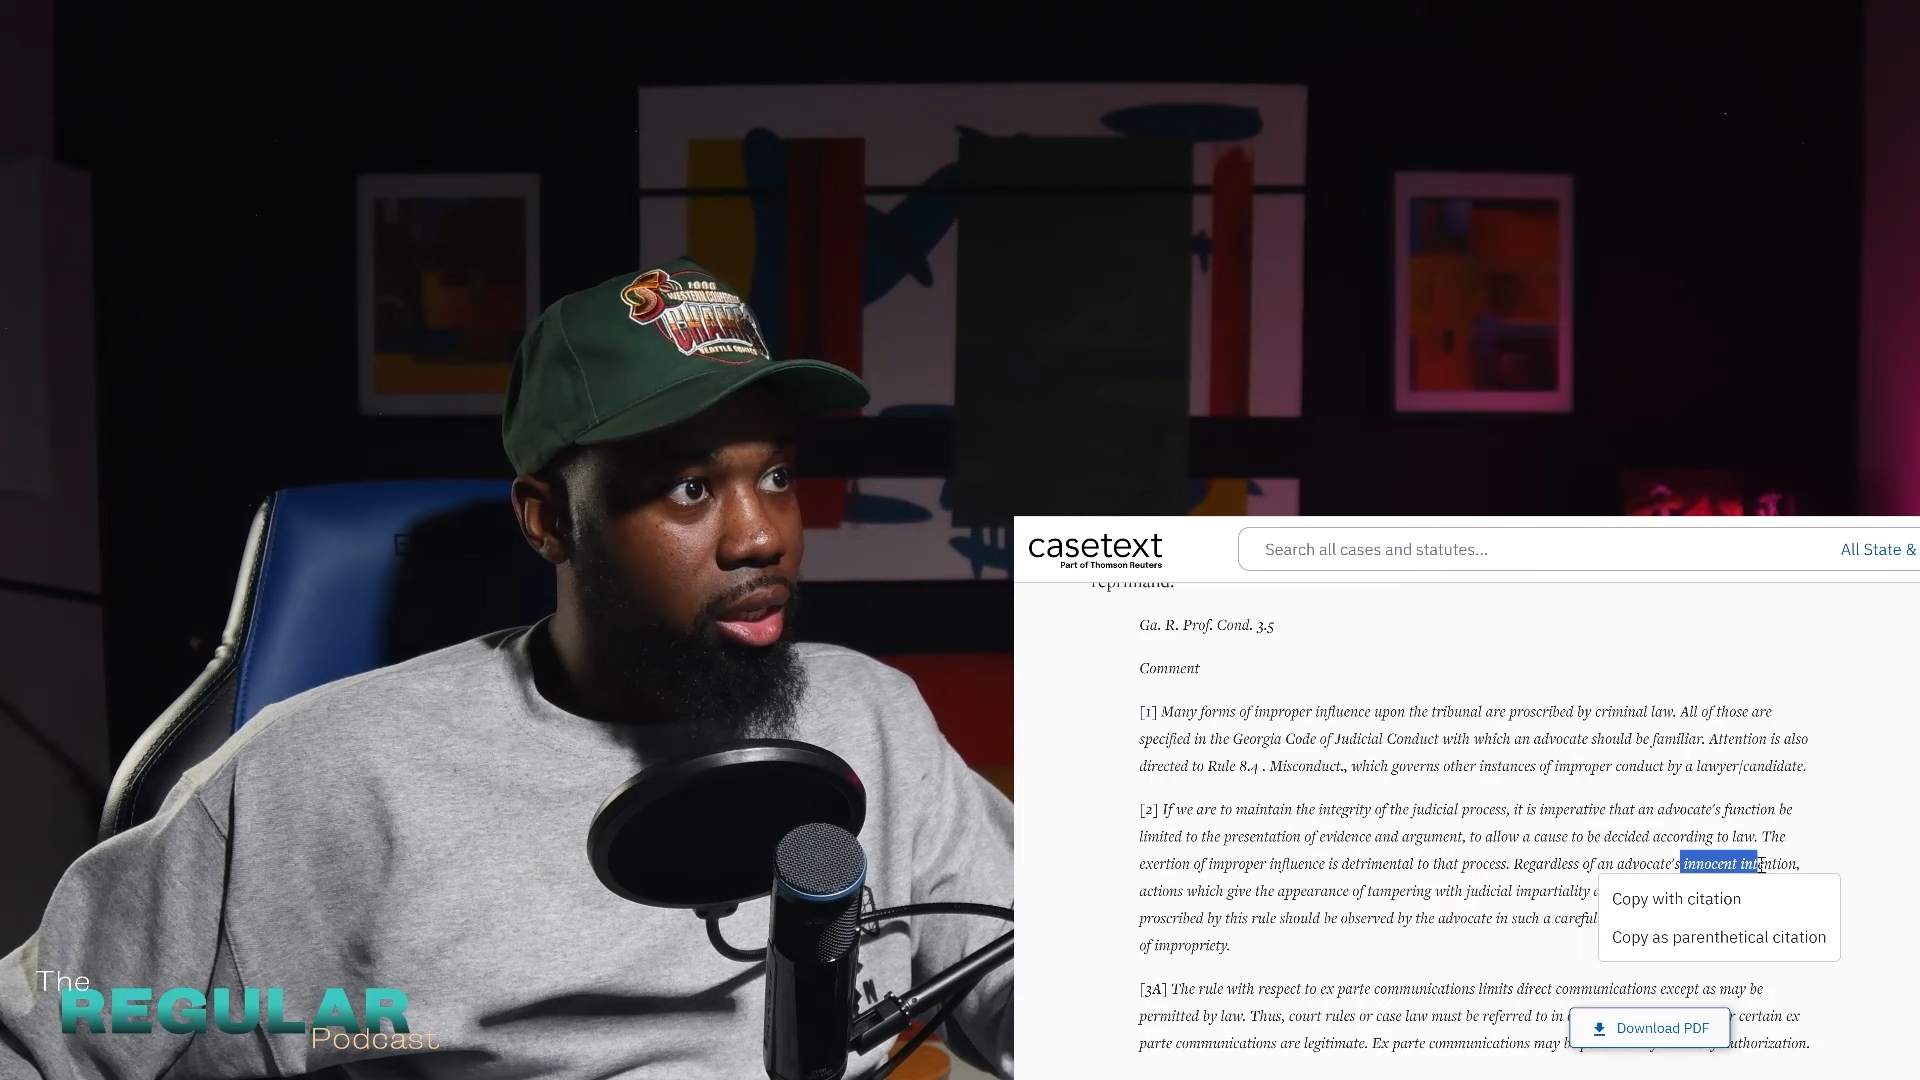 1996
WESTERN CONFERENCE
CHAMPS
SEATTLE SONICS
casetext
Part of Thomson Reuters
Search all cases and statutes...
All State &
reprimand.
Ga. R. Prof. Cond. 3.5
Comment
[1] Many forms of improper influence upon the tribunal are proscribed by criminal law. All of those are
specified in the Georgia Code of Judicial Conduct with which an advocate should be familiar. Attention is also
directed to Rule 8.4 . Misconduct., which governs other instances of improper conduct by a lawyer/candidate.
[2] If we are to maintain the integrity of the judicial process, it is imperative that an advocate's function be
limited to the presentation of evidence and argument, to allow a cause to be decided according to law. The
exertion of improper influence is detrimental to that process. Regardless of an advocate's innocent intention,
actions which give the appearance of tampering with judicial impartiality
proscribed by this rule should be observed by the advocate in such a careful
of impropriety.
Copy with citation
Copy as parenthetical citation
[3A] The rule with respect to ex parte communications limits direct communications except as may be
permitted by law. Thus, court rules or case law must be referred to in certain ex
parte communications are legitimate. Ex parte communications may authorization.
Download PDF
The
REGULAR
Podcast